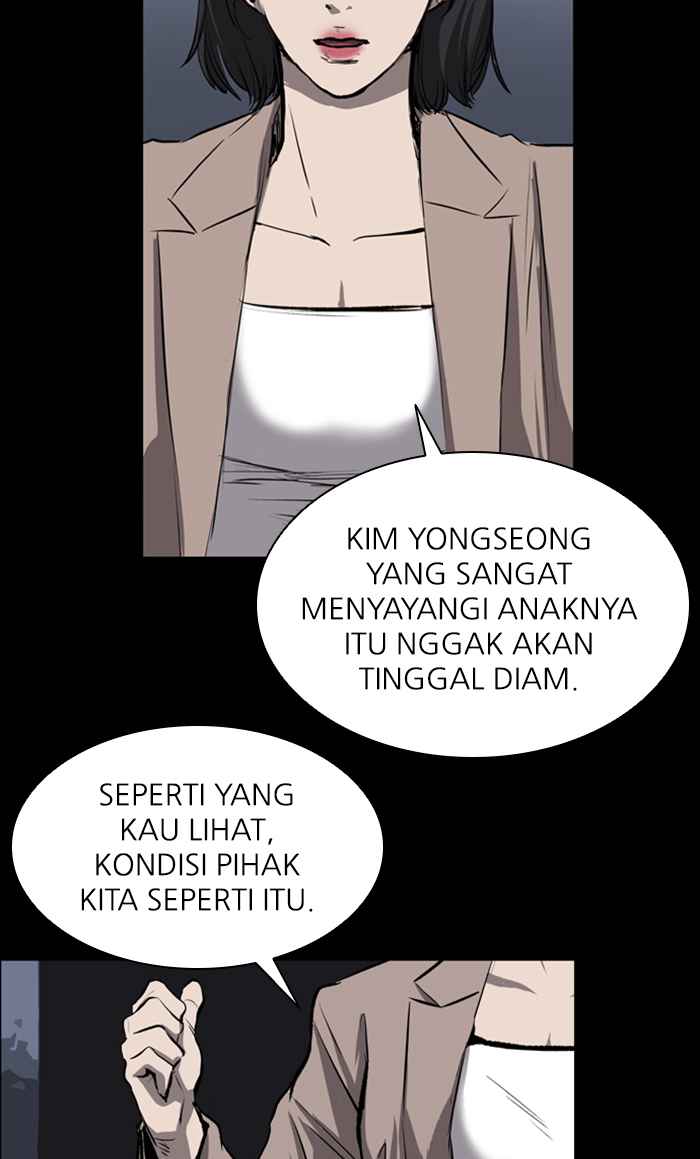 KIM YONGSEONG
YANG SANGAT
MENYAYANGI ANAKNYA
ITU NGGAK AKAN
TINGGAL DIAM.
SEPERTI YANG
KAU LIHAT,
KONDISI PIHAK
KITA SEPERTI ITU.